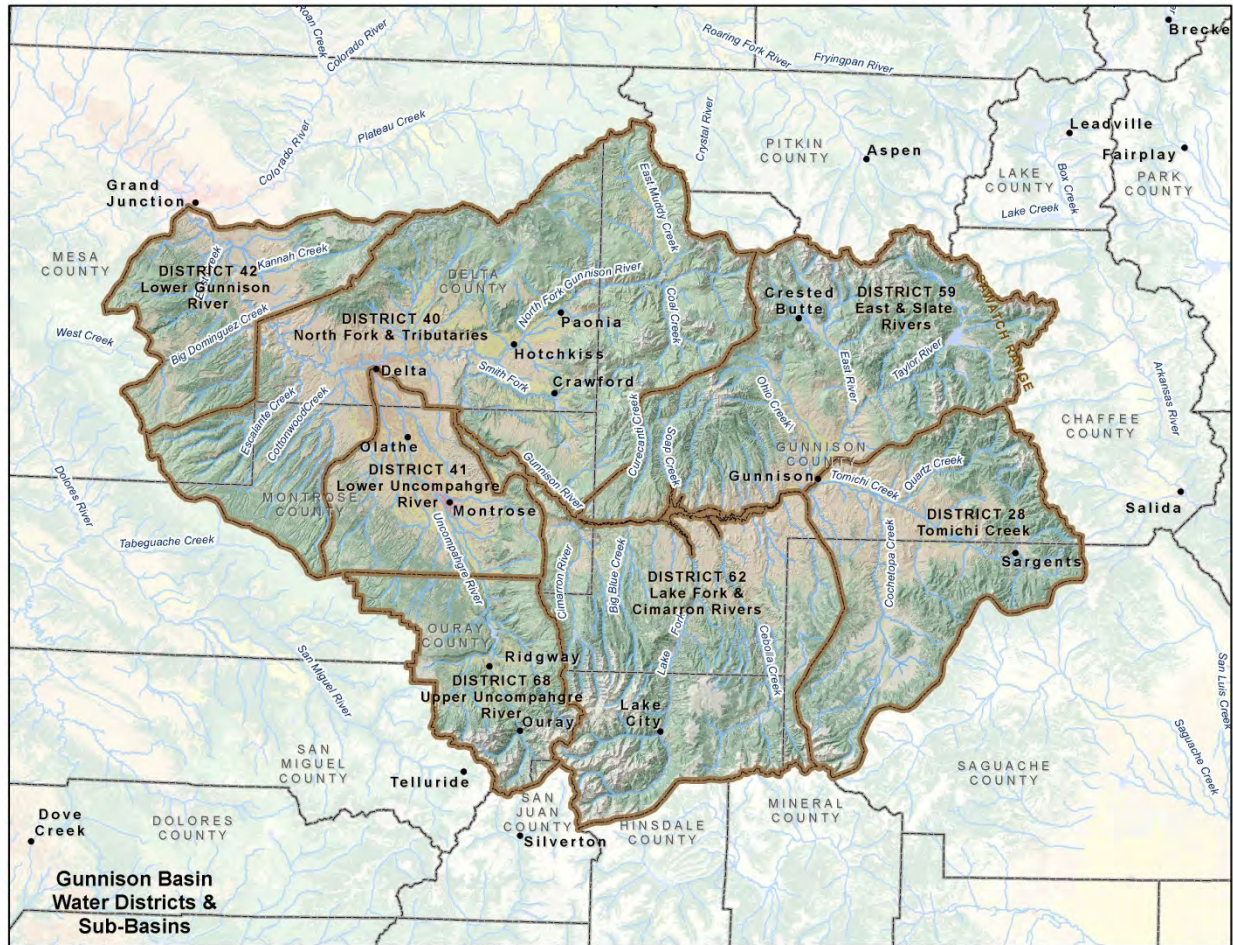 Roan Creek
Colorado River
Roaring Fork River
Fryingpan River
Brecke
Plateau Creek
Crystal River
PITKIN
COUNTY
Aspen
Leadville
Fairplay
LAKE
COUNTY
Box Creek
PARK
COUNTY
Lake Creek
Colorado River
Grand
Junction
East Muddy Creek
MESA
COUNTY
Kannah Creek
DISTRICT 42
Lower Gunnison
River
East Creek
DELTA
COUNTY
North Fork Gunnison River
Coal Creek
Crested
Butte
DISTRICT 59
East & Slate
Rivers
SAWATCH RANGE
West Creek
Big Dominguez Creek
DISTRICT 40
North Fork & Tributaries
Paonia
Hotchkiss
Delta
Smith Fork
Crawford
East River
Taylor River
Arkansas River
Escalante Creek
CottonwoodCreek
Ohio Creek
CHAFFEE
COUNTY
Olathe
Curecanti Creek
Soap Creek
GUNNISON
COUNTY
Dolores River
DISTRICT 41
Lower Uncompahgre
River
Gunnison River
Gunnison
Tomichi Creek
Quartz Creek
MONTROSE
COUNTY
Montrose
Salida
DISTRICT 28
Tomichi Creek
Tabeguache Creek
Uncompahgre River
Cimarron River
Big Blue Creek
DISTRICT 62
Lake Fork &
Cimarron Rivers
Cochetopa Creek
Sargents
OURAY
COUNTY
Lake Fork
Cebolla Creek
San Miguel River
Ridgway
DISTRICT 68
Upper Uncompahgre
River
Ouray
Lake
City
San Luis Creek
Saguache Creek
SAN
MIGUEL
COUNTY
Telluride
SAGUACHE
COUNTY
SAN
JUAN
COUNTY
Silverton
HINSDALE
COUNTY
MINERAL
COUNTY
Dove
Creek
DOLORES
COUNTY
Gunnison Basin
Water Districts &
Sub-Basins